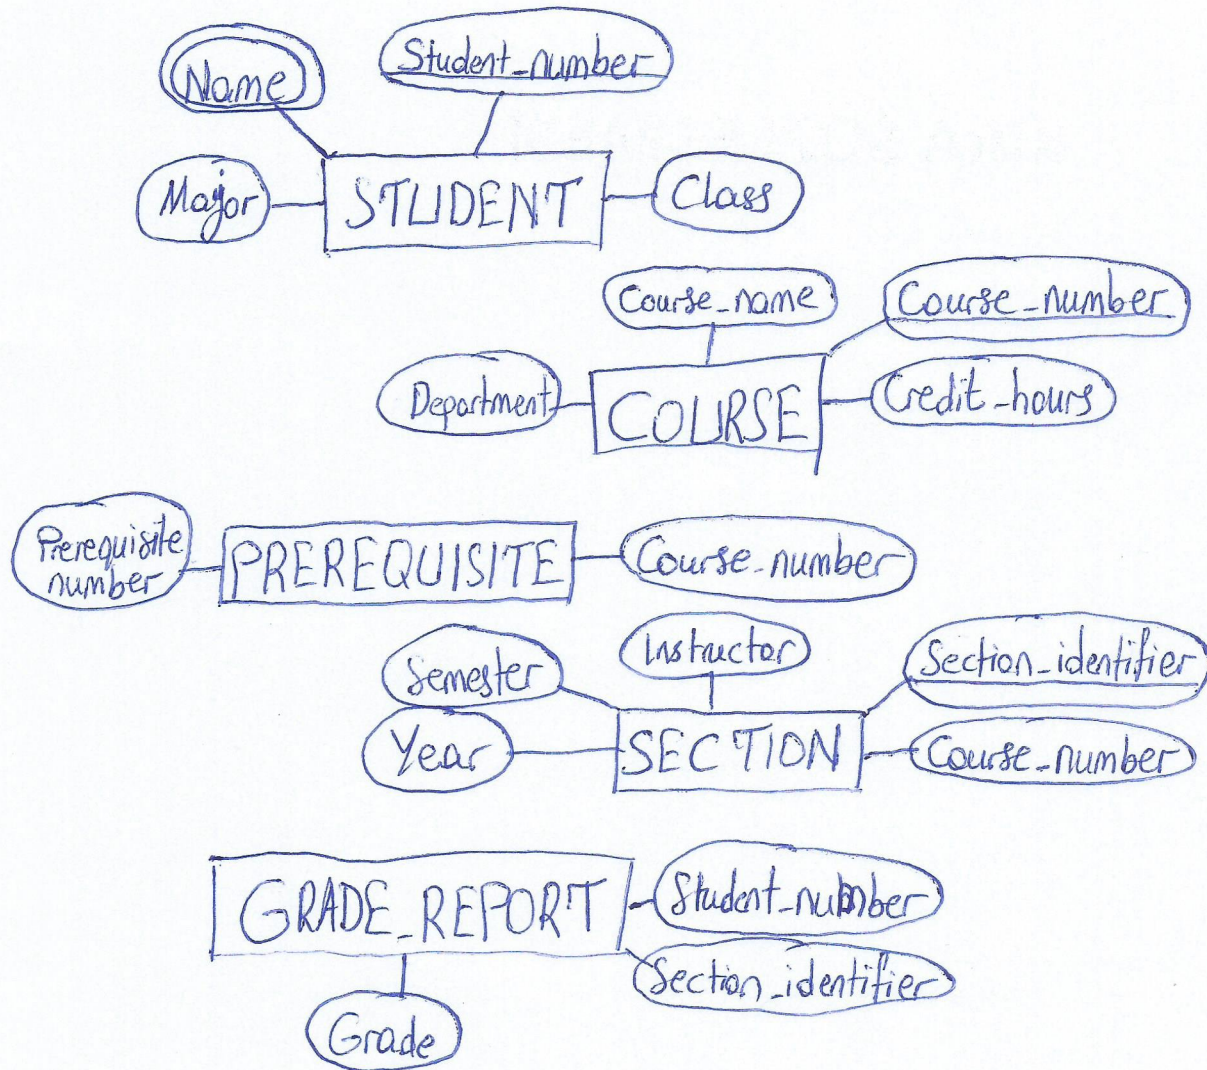 Name
Student_number
Major
STUDENT
Class
Course_name
Course_number
Department
COURSE
Credit_hours
Prerequisite
number
PREREQUISITE
Course_number
Semester
Instructor
Section_identifier
Year
SECTION
Course_number
GRADE_REPORT
Student_number
Section_identifier
Grade